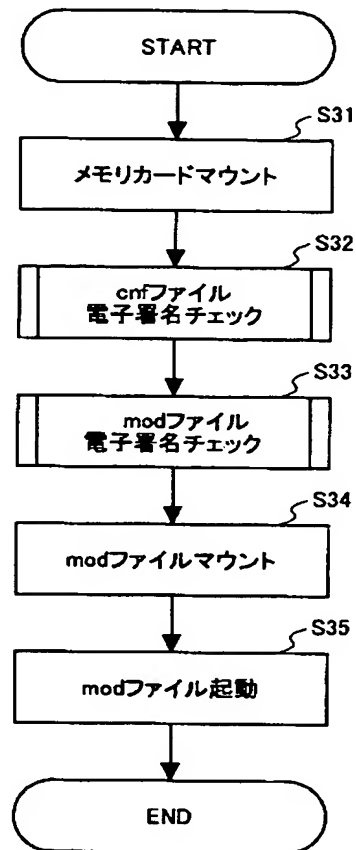 START
S31
メモリカードマウント
S32
cnfファイル
電子署名チェック
S33
modファイル
電子署名チェック
S34
modファイルマウント
S35
modファイル起動
END